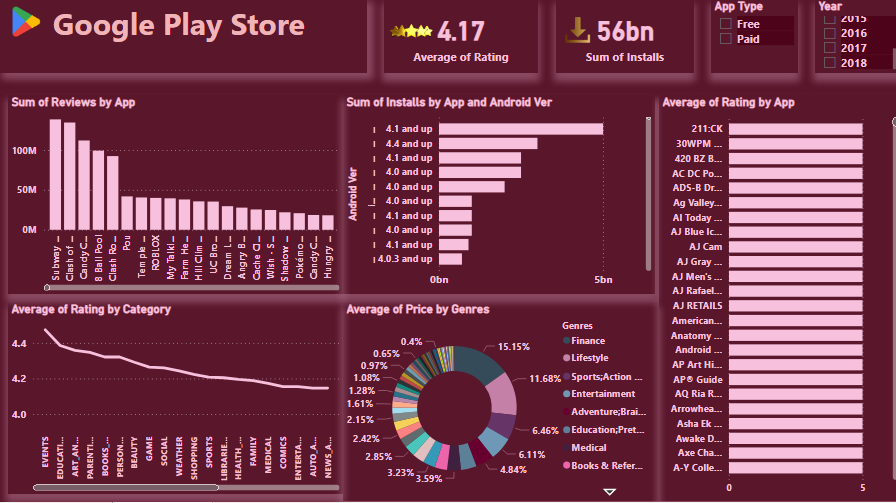 Google Play Store
4.17
Average of Rating
56bn
Sum of Installs
App Type
Free
Paid
Year
2015
2016
2017
2018
Sum of Reviews by App
100M
50M
0M
Subway ...
Clash of ...
Candy C...
8 Ball Pool
Clash Ro...
Pou
Temple ...
ROBLOX
My Talki...
Farm He...
Hill Clim...
UC Bro...
Dream L...
Angry B...
Cache Cl...
Wish - S...
Shadow ...
Pokémo...
Candy C...
Hungry ...
Sum of Installs by App and Android Ver
Android Ver
4.1 and up
4.4 and up
4.1 and up
4.0 and up
4.0 and up
4.0 and up
4.1 and up
4.0 and up
4.1 and up
4.0.3 and up
0bn
5bn
Average of Rating by App
211:CK
30WPM ...
420 BZ B...
AC DC Po...
ADS-B Dr...
Ag Valley...
AI Today ...
AJ Blue Ic...
AJ Cam
AJ Gray ...
AJ Men's ...
AJ Rafael...
AJ RETAILS
American...
Anatomy ...
Android ...
AP Art Hi...
AP® Guide
AQ Ria R...
Arrowhea...
Asha Ek ...
Awake D...
Axe Cha...
A-Y Colle...
0
5
Average of Rating by Category
4.4
4.2
4.0
EVENTS
EDUCATI...
ART_AN...
PARENTI...
BOOKS_...
PERSON...
BEAUTY
GAME
SOCIAL
WEATHER
SHOPPING
SPORTS
LIBRARIE...
HEALTH_...
FAMILY
MEDICAL
COMICS
ENTERTA...
AUTO_A...
NEWS_A...
Average of Price by Genres
15.15%
11.68%
6.46%
6.11%
4.84%
3.59%
3.23%
2.85%
2.42%
2.15%
1.61%
1.28%
1.08%
0.97%
0.65%
0.4%
Genres
Finance
Lifestyle
Sports;Action ...
Entertainment
Adventure;Brai...
Education;Pret...
Medical
Books & Refer...